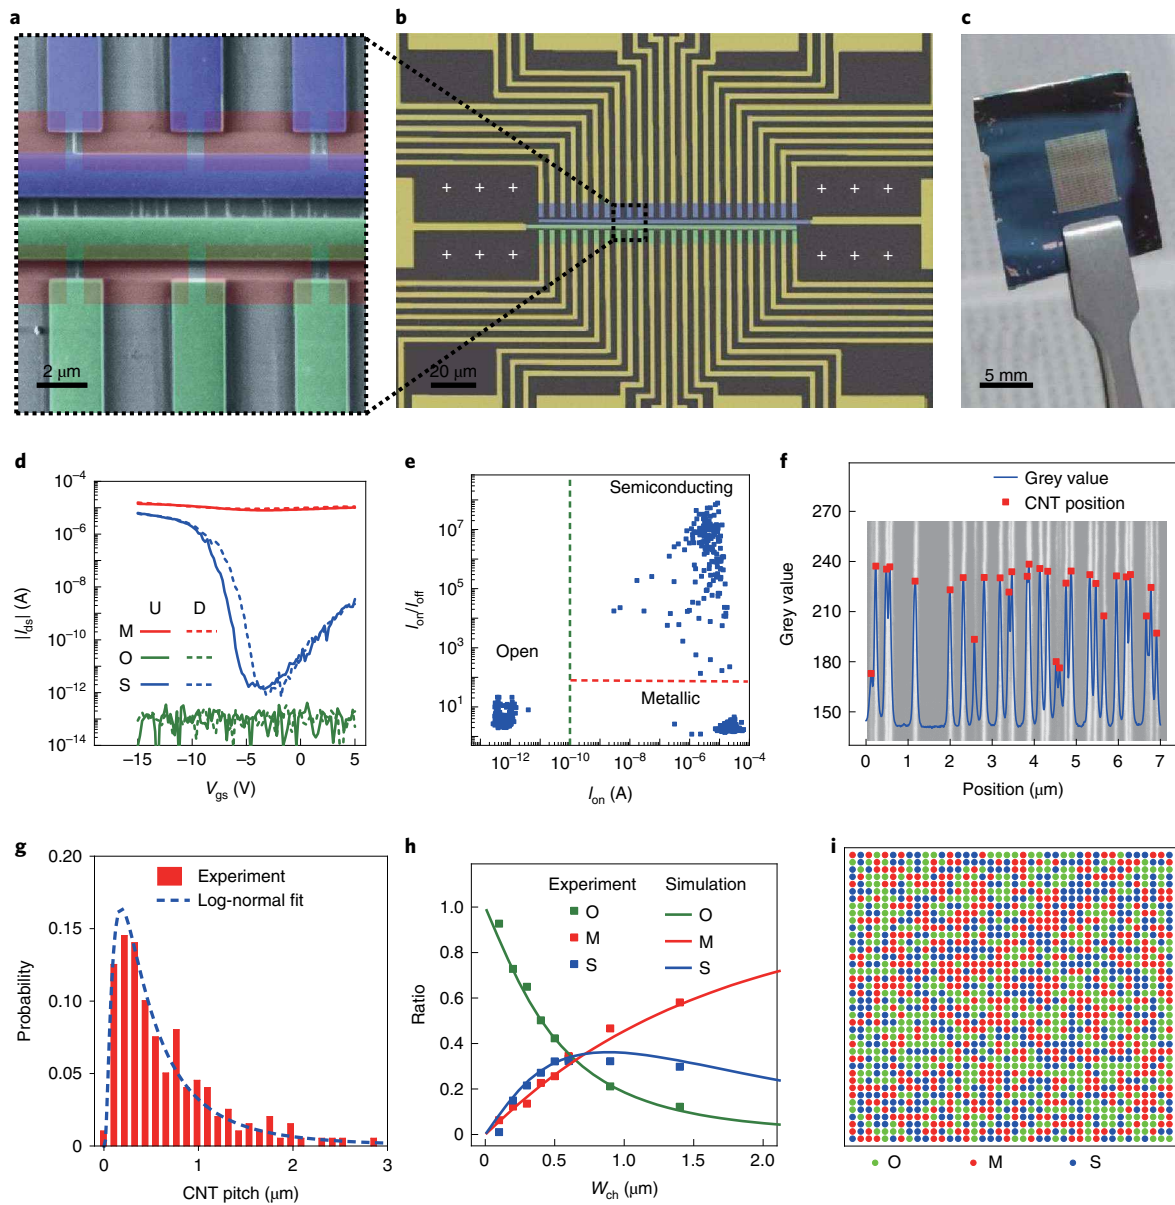 a
b
c
2 μm
20 μm
5 mm
d
10⁻⁴
10⁻⁶
10⁻⁸
10⁻¹⁰
10⁻¹²
10⁻¹⁴
|I_ds| (A)
U D
M
O
S
−15 −10 −5 0 5
V_gs (V)
e
Semiconducting
Open
Metallic
10⁷
10⁵
10³
10¹
I_on/I_off
10⁻¹² 10⁻¹⁰ 10⁻⁸ 10⁻⁶ 10⁻⁴
I_on (A)
f
Grey value
CNT position
270
240
210
180
150
Grey value
0 1 2 3 4 5 6 7
Position (μm)
g
0.20
0.15
0.10
0.05
0
Probability
Experiment
Log-normal fit
0 1 2 3
CNT pitch (μm)
h
Experiment Simulation
O O
M M
S S
1.0
0.8
0.6
0.4
0.2
0
Ratio
0 0.5 1.0 1.5 2.0
W_ch (μm)
i
O M S